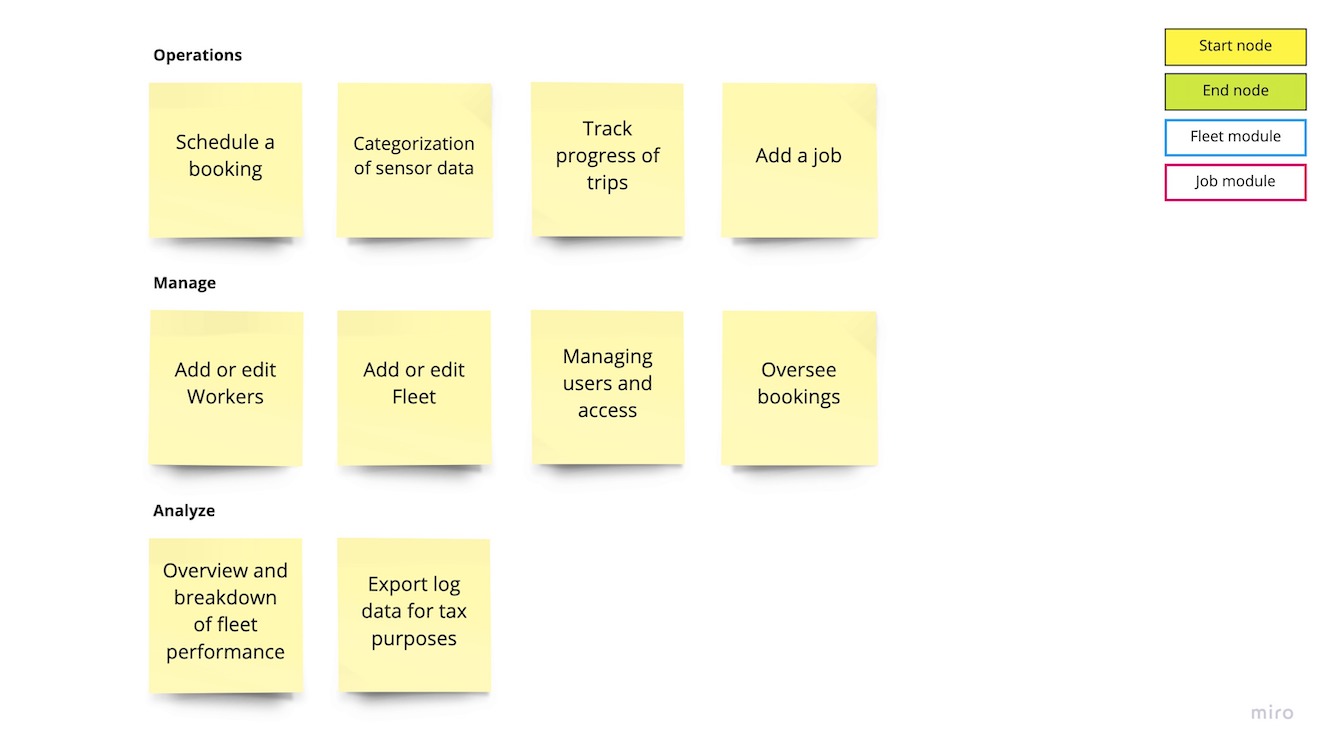 Operations
Start node
End node
Fleet module
Job module
Schedule a
booking
Categorization
of sensor data
Track
progress of
trips
Add a job
Manage
Add or edit
Workers
Add or edit
Fleet
Managing
users and
access
Oversee
bookings
Analyze
Overview and
breakdown
of fleet
performance
Export log
data for tax
purposes
miro